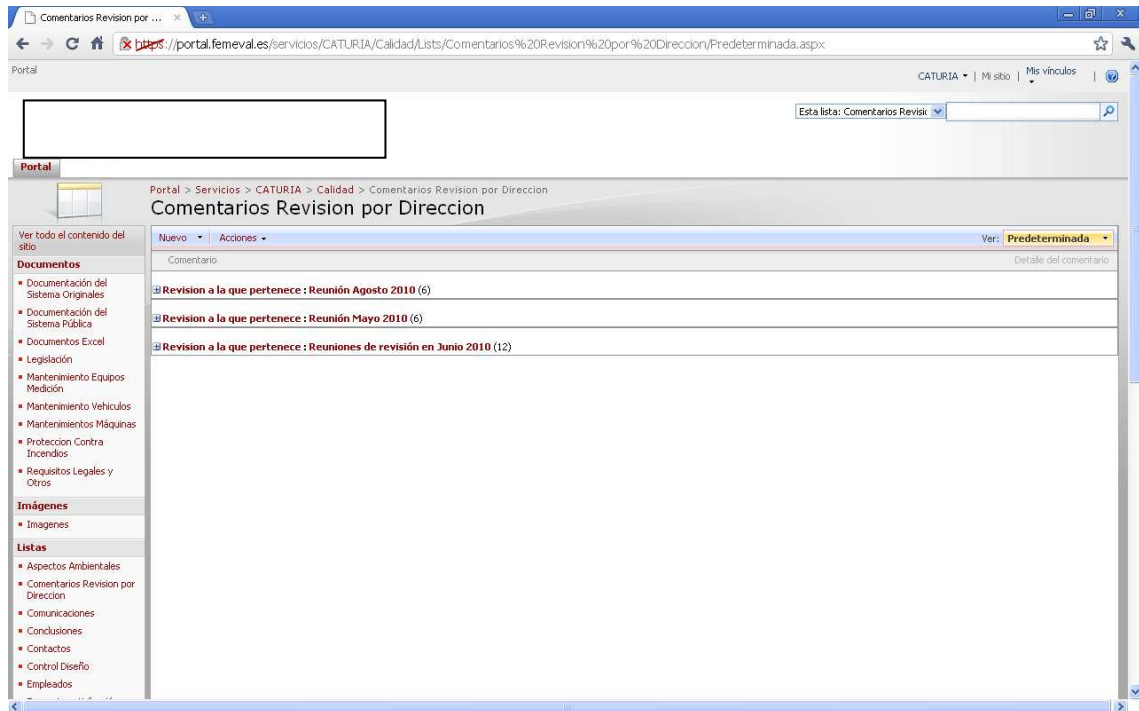 Comentarios Revision por ...
https://portal.femeval.es/servicios/CATURIA/Calidad/Lists/Comentarios%20Revision%20por%20Direccion/Predeterminada.aspx
Portal
CATURIA | Mi sitio | Mis vínculos |
Esta lista: Comentarios Revisic
Portal
Portal > Servicios > CATURIA > Calidad > Comentarios Revision por Direccion
Comentarios Revision por Direccion
Ver todo el contenido del
sitio
Nuevo Acciones Ver: Predeterminada
Comentario Detalle del comentario
Revision a la que pertenece : Reunión Agosto 2010 (6)
Revision a la que pertenece : Reunión Mayo 2010 (6)
Revision a la que pertenece : Reuniones de revisión en Junio 2010 (12)
Documentos
Documentación del
Sistema Originales
Documentación del
Sistema Pública
Documentos Excel
Legislación
Mantenimiento Equipos
Medición
Mantenimiento Vehiculos
Mantenimientos Máquinas
Proteccion Contra
Incendios
Requisitos Legales y
Otros
Imágenes
Imagenes
Listas
Aspectos Ambientales
Comentarios Revision por
Direccion
Comunicaciones
Conclusiones
Contactos
Control Diseño
Empleados